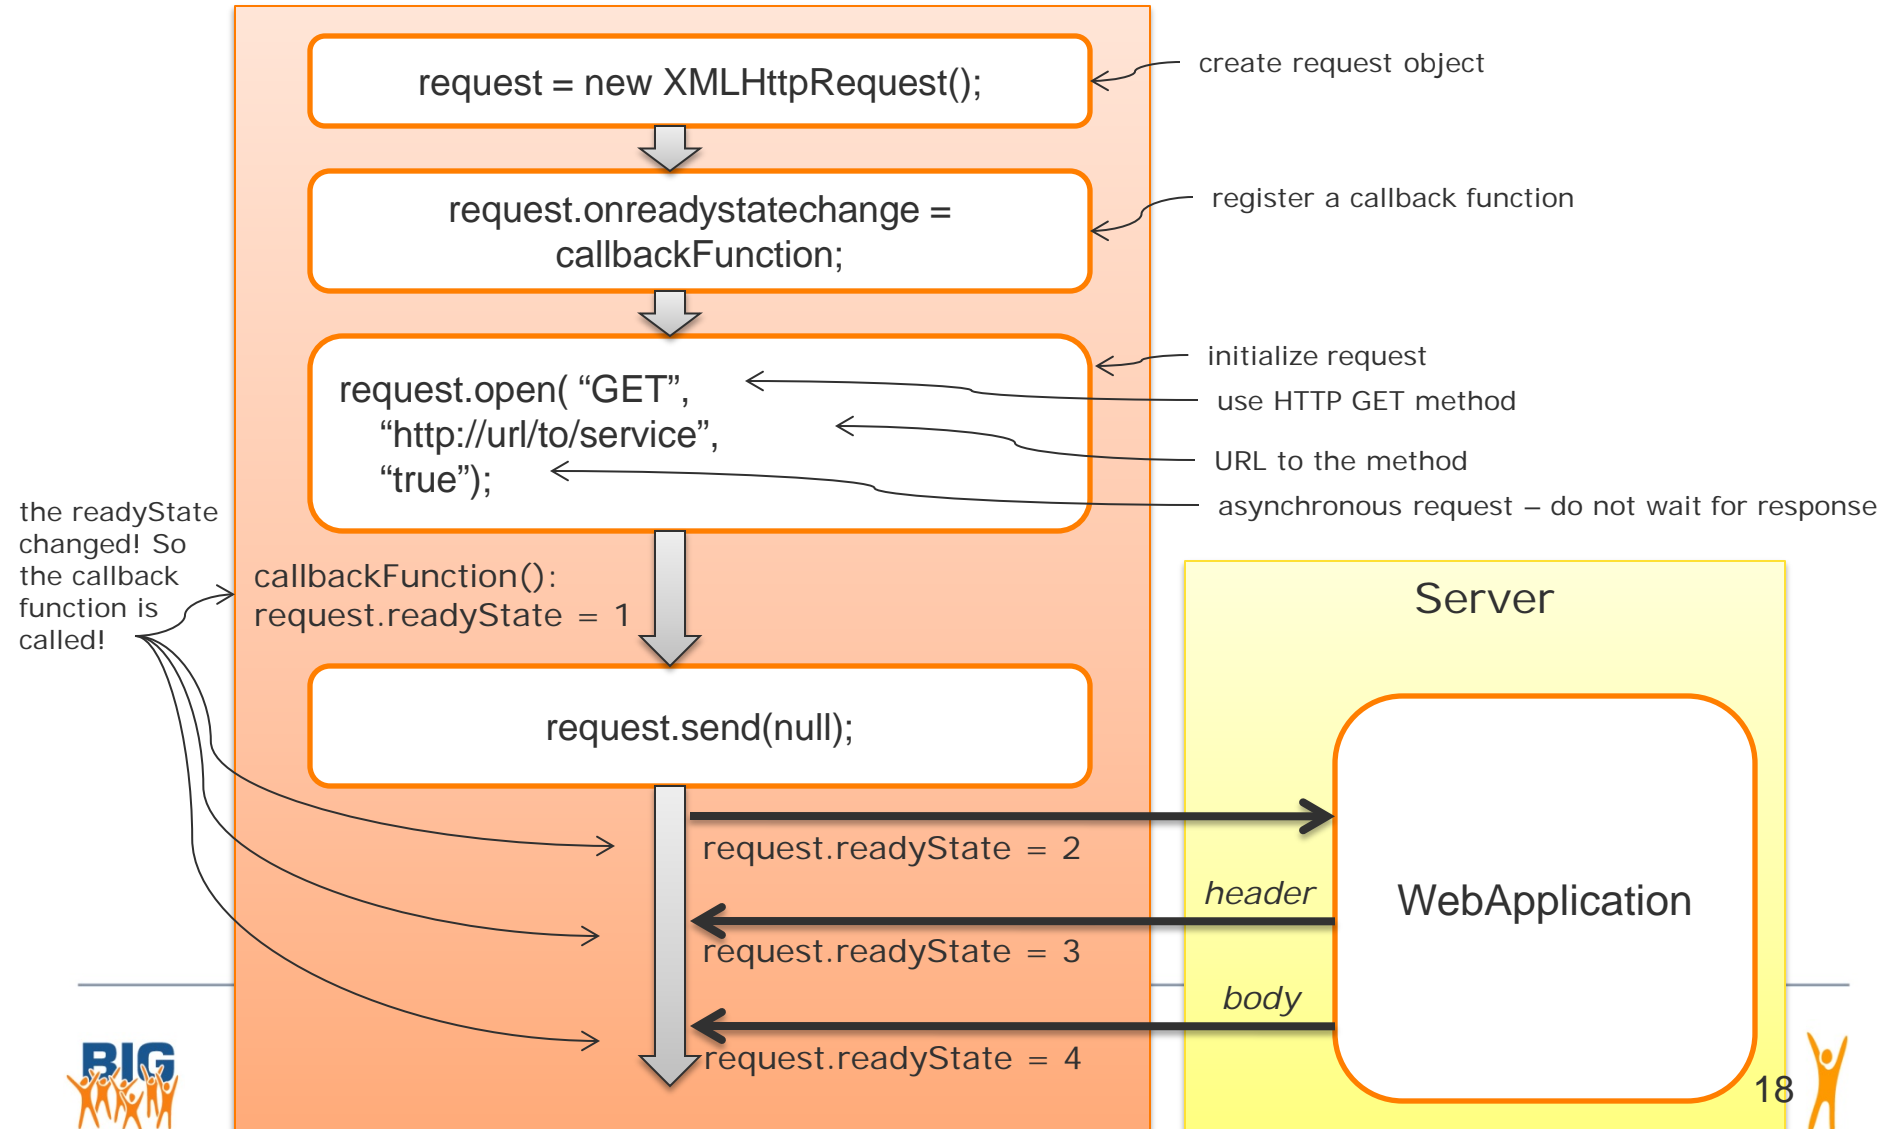 request = new XMLHttpRequest();
create request object
request.onreadystatechange =
callbackFunction;
register a callback function
request.open( “GET”,
“http://url/to/service”,
“true”);
initialize request
use HTTP GET method
URL to the method
asynchronous request – do not wait for response
the readyState
changed! So
the callback
function is
called!
callbackFunction():
request.readyState = 1
Server
request.send(null);
request.readyState = 2
header
request.readyState = 3
body
request.readyState = 4
WebApplication
BIG
18